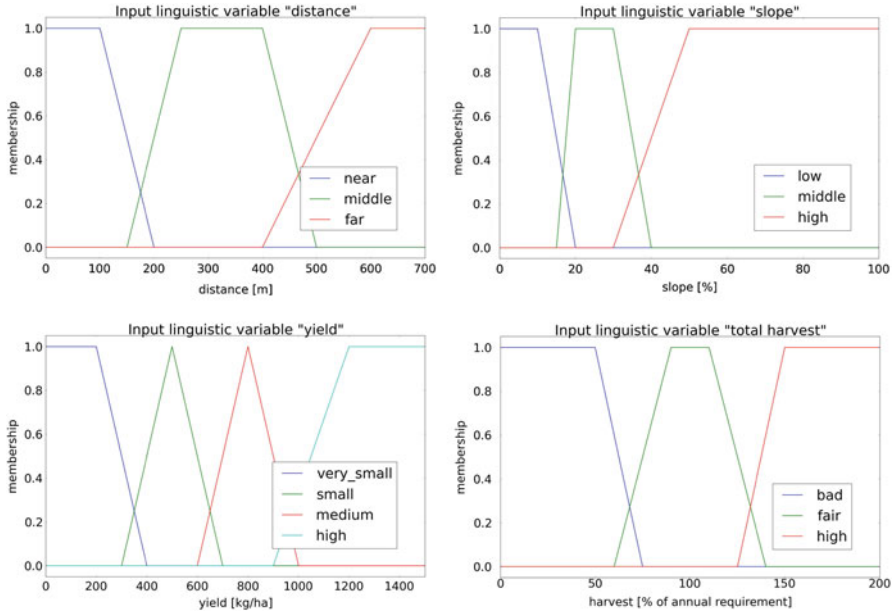 Input linguistic variable "distance"
1.0
0.8
0.6
0.4
0.2
0.0
membership
near
middle
far
0 100 200 300 400 500 600 700
distance [m]
Input linguistic variable "slope"
1.0
0.8
0.6
0.4
0.2
0.0
membership
low
middle
high
0 20 40 60 80 100
slope [%]
Input linguistic variable "yield"
1.0
0.8
0.6
0.4
0.2
0.0
membership
very_small
small
medium
high
0 200 400 600 800 1000 1200 1400
yield [kg/ha]
Input linguistic variable "total harvest"
1.0
0.8
0.6
0.4
0.2
0.0
membership
bad
fair
high
0 50 100 150 200
harvest [% of annual requirement]